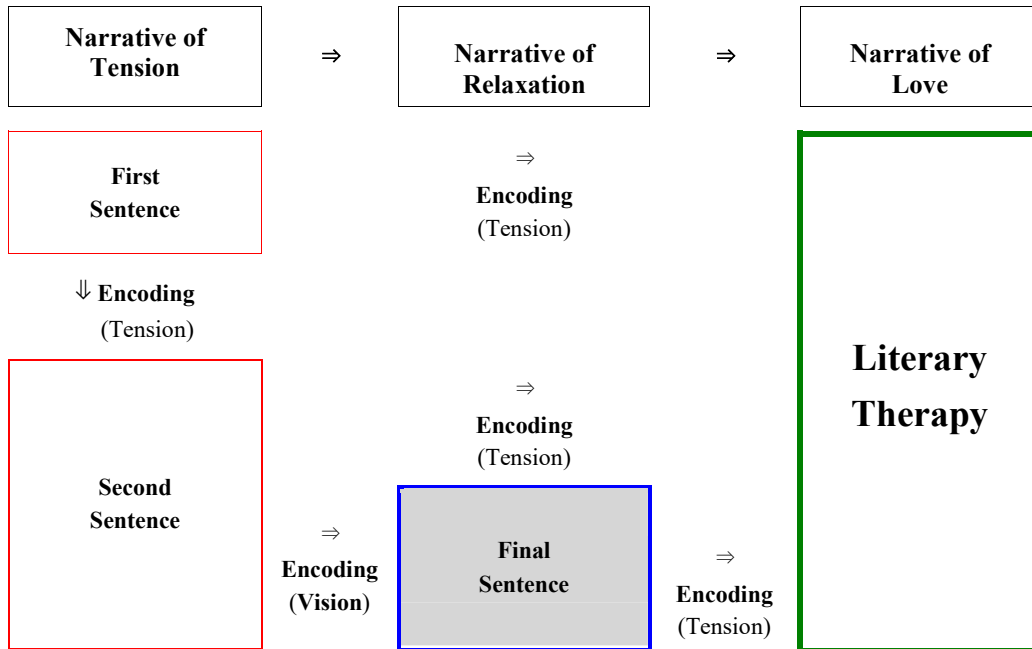 Narrative of
Tension
⇒
Narrative of
Relaxation
⇒
Narrative of
Love
First
Sentence
⇒
Encoding
(Tension)
⇓ Encoding
(Tension)
Second
Sentence
⇒
Encoding
(Tension)
⇒
Encoding
(Vision)
Final
Sentence
⇒
Encoding
(Tension)
Literary
Therapy